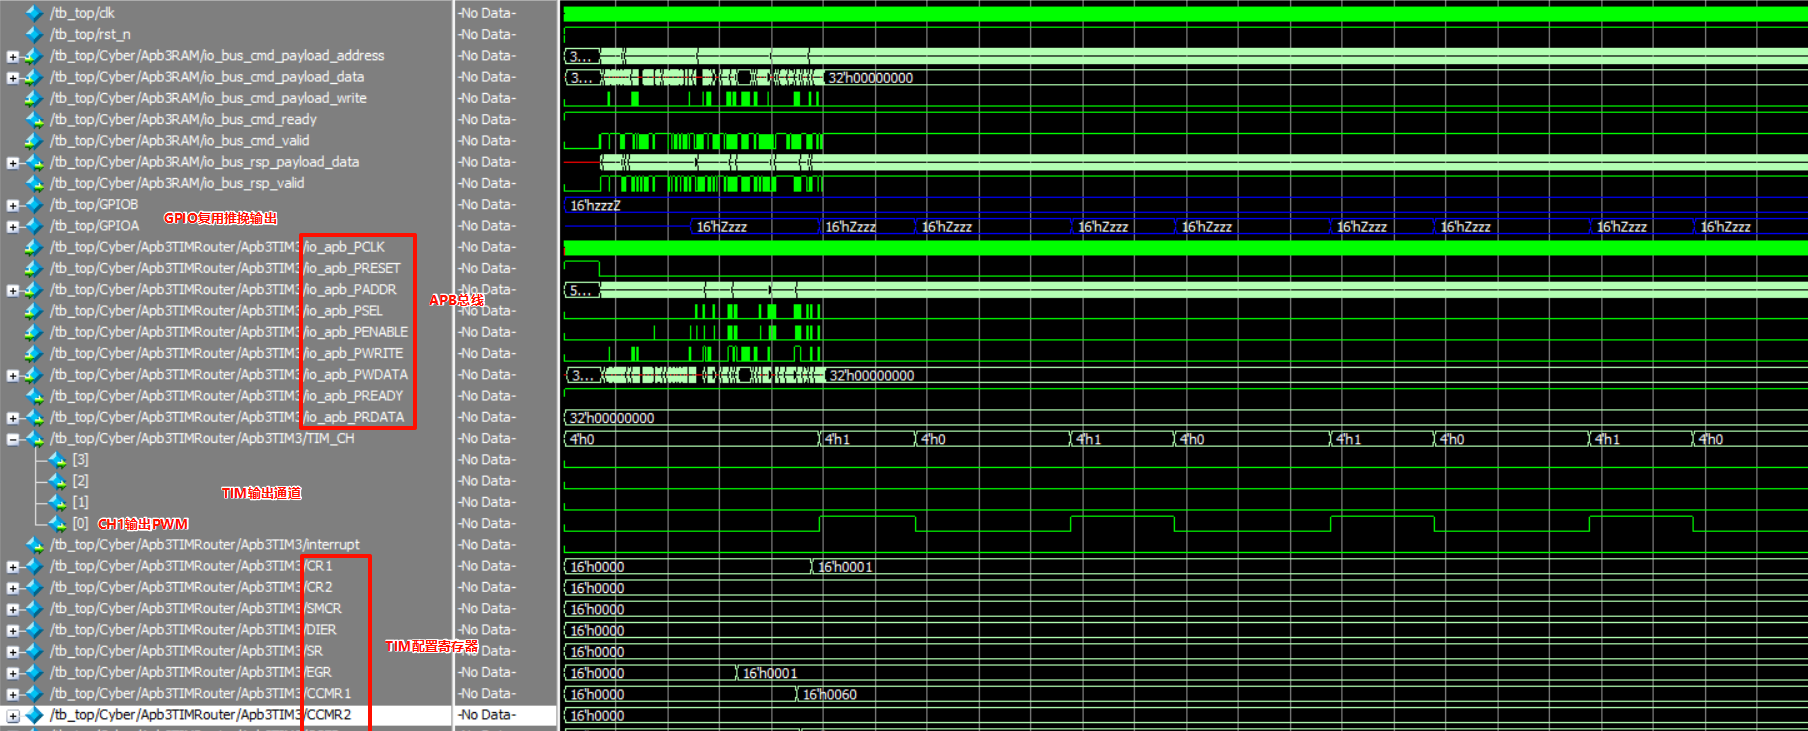 /tb_top/clk -No Data-
/tb_top/rst_n -No Data-
/tb_top/Cyber/Apb3RAM/io_bus_cmd_payload_address -No Data- 3...
/tb_top/Cyber/Apb3RAM/io_bus_cmd_payload_data -No Data- 3... 32'h00000000
/tb_top/Cyber/Apb3RAM/io_bus_cmd_payload_write -No Data-
/tb_top/Cyber/Apb3RAM/io_bus_cmd_ready -No Data-
/tb_top/Cyber/Apb3RAM/io_bus_cmd_valid -No Data-
/tb_top/Cyber/Apb3RAM/io_bus_rsp_payload_data -No Data-
/tb_top/Cyber/Apb3RAM/io_bus_rsp_valid -No Data-
/tb_top/GPIOB -No Data- 16'hzzzZ
GPIO复用推挽输出
/tb_top/GPIOA -No Data- 16'hZzzz 16'hZzzz 16'hZzzz 16'hZzzz 16'hZzzz 16'hZzzz 16'hZzzz 16'hZzzz 16'hZzzz
/tb_top/Cyber/Apb3TIMRouter/Apb3TIM3/io_apb_PCLK -No Data-
/tb_top/Cyber/Apb3TIMRouter/Apb3TIM3/io_apb_PRESET -No Data-
/tb_top/Cyber/Apb3TIMRouter/Apb3TIM3/io_apb_PADDR -No Data- 5...
APB总线
/tb_top/Cyber/Apb3TIMRouter/Apb3TIM3/io_apb_PSEL -No Data-
/tb_top/Cyber/Apb3TIMRouter/Apb3TIM3/io_apb_PENABLE -No Data-
/tb_top/Cyber/Apb3TIMRouter/Apb3TIM3/io_apb_PWRITE -No Data-
/tb_top/Cyber/Apb3TIMRouter/Apb3TIM3/io_apb_PWDATA -No Data- 3... 32'h00000000
/tb_top/Cyber/Apb3TIMRouter/Apb3TIM3/io_apb_PREADY -No Data-
/tb_top/Cyber/Apb3TIMRouter/Apb3TIM3/io_apb_PRDATA -No Data- 32'h00000000
/tb_top/Cyber/Apb3TIMRouter/Apb3TIM3/TIM_CH -No Data- 4'h0 4'h1 4'h0 4'h1 4'h0 4'h1 4'h0 4'h1 4'h0
[3] -No Data-
[2] -No Data-
TIM输出通道
[1] -No Data-
[0] CH1输出PWM -No Data-
/tb_top/Cyber/Apb3TIMRouter/Apb3TIM3/interrupt -No Data-
/tb_top/Cyber/Apb3TIMRouter/Apb3TIM3/CR1 -No Data- 16'h0000 16'h0001
/tb_top/Cyber/Apb3TIMRouter/Apb3TIM3/CR2 -No Data- 16'h0000
/tb_top/Cyber/Apb3TIMRouter/Apb3TIM3/SMCR -No Data- 16'h0000
/tb_top/Cyber/Apb3TIMRouter/Apb3TIM3/DIER -No Data- 16'h0000
TIM配置寄存器
/tb_top/Cyber/Apb3TIMRouter/Apb3TIM3/SR -No Data- 16'h0000
/tb_top/Cyber/Apb3TIMRouter/Apb3TIM3/EGR -No Data- 16'h0000 16'h0001
/tb_top/Cyber/Apb3TIMRouter/Apb3TIM3/CCMR1 -No Data- 16'h0000 16'h0060
/tb_top/Cyber/Apb3TIMRouter/Apb3TIM3/CCMR2 -No Data- 16'h0000